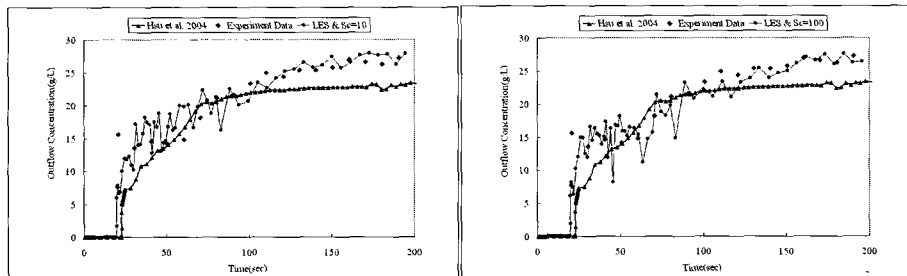 Hsu et al. 2004 Experiment Data LES & Sc=10
30
25
20
15
10
5
0
Outflow Concentration(g/L)
0 50 100 150 200
Time(sec)
Hsu et al. 2004 Experiment Data LES & Sc=100
30
25
20
15
10
5
0
Outflow Concentration(g/L)
0 50 100 150 200
Time(sec)